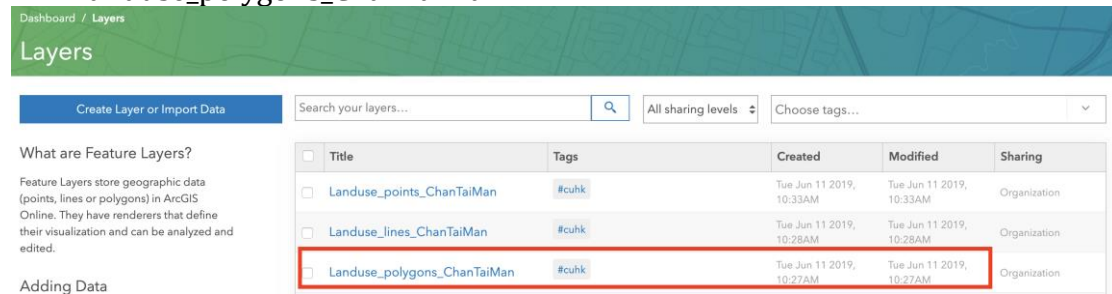 Landuse_polygons_ChanTaiMan
Dashboard / Layers
Layers
Create Layer or Import Data
Search your layers...
All sharing levels
Choose tags...
What are Feature Layers?
Feature Layers store geographic data
(points, lines or polygons) in ArcGIS
Online. They have renderers that define
their visualization and can be analyzed and
edited.
Adding Data
Title Tags Created Modified Sharing
Landuse_points_ChanTaiMan #cuhk Tue Jun 11 2019, 10:33AM Tue Jun 11 2019, 10:33AM Organization
Landuse_lines_ChanTaiMan #cuhk Tue Jun 11 2019, 10:28AM Tue Jun 11 2019, 10:28AM Organization
Landuse_polygons_ChanTaiMan #cuhk Tue Jun 11 2019, 10:27AM Tue Jun 11 2019, 10:27AM Organization